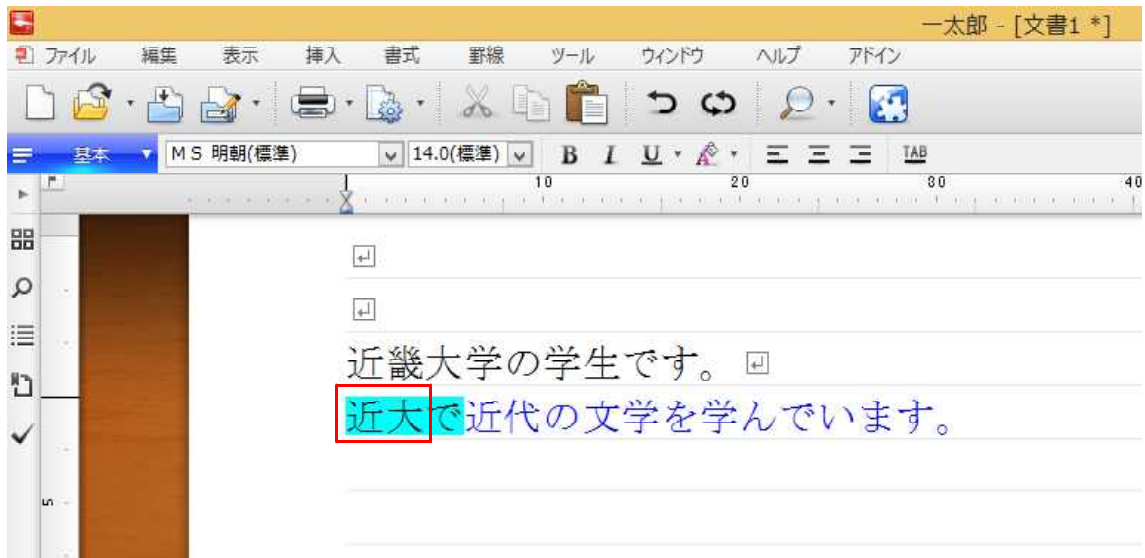 一太郎 - [文書1 *]
ファイル 編集 表示 挿入 書式 罫線 ツール ウィンドウ ヘルプ アドイン
基本 MS 明朝(標準) 14.0(標準) B I U A TAB
10 20 30 40
近畿大学の学生です。
近大で近代の文学を学んでいます。
5